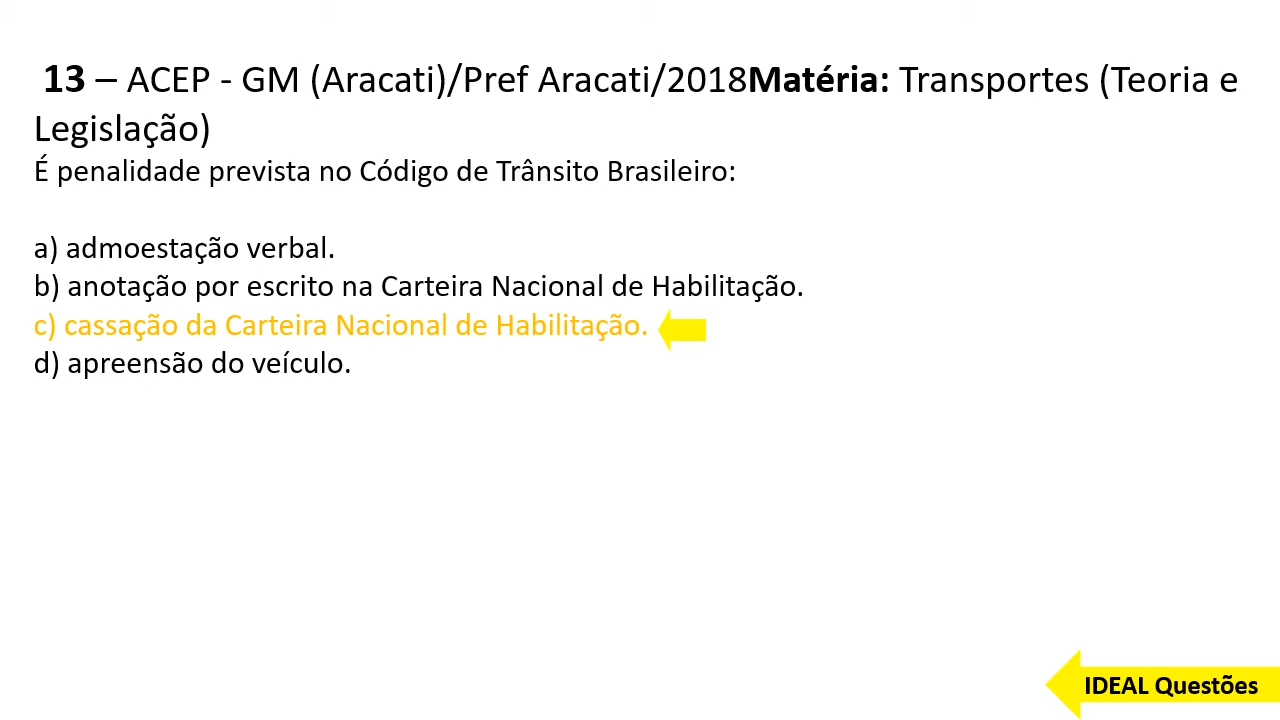 13 – ACEP - GM (Aracati)/Pref Aracati/2018Matéria: Transportes (Teoria e
Legislação)
É penalidade prevista no Código de Trânsito Brasileiro:
a) admoestação verbal.
b) anotação por escrito na Carteira Nacional de Habilitação.
c) cassação da Carteira Nacional de Habilitação.
d) apreensão do veículo.
IDEAL Questões